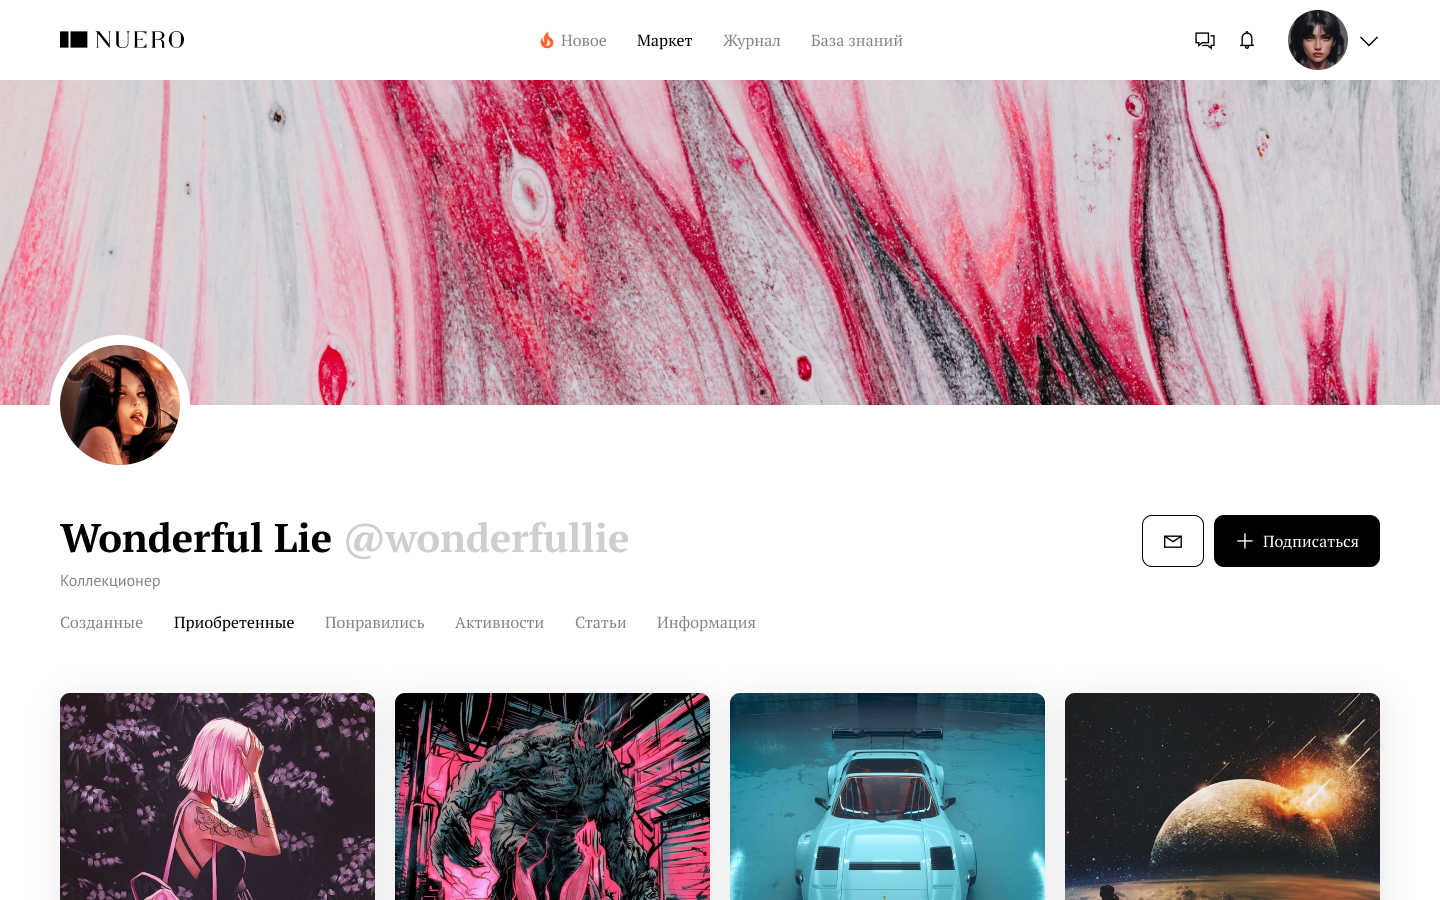 NUERO
Новое Маркет Журнал База знаний
Wonderful Lie @wonderfullie
Подписаться
Коллекционер
Созданные Приобретенные Понравились Активности Статьи Информация